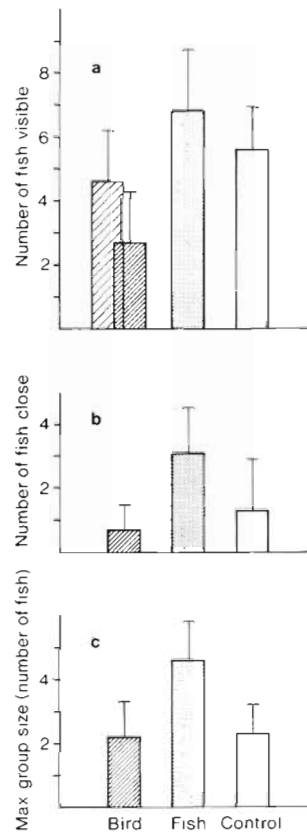 a
Number of fish visible
8
6
4
2
b
Number of fish close
4
2
c
Max group size (number of fish)
4
2
Bird Fish Control